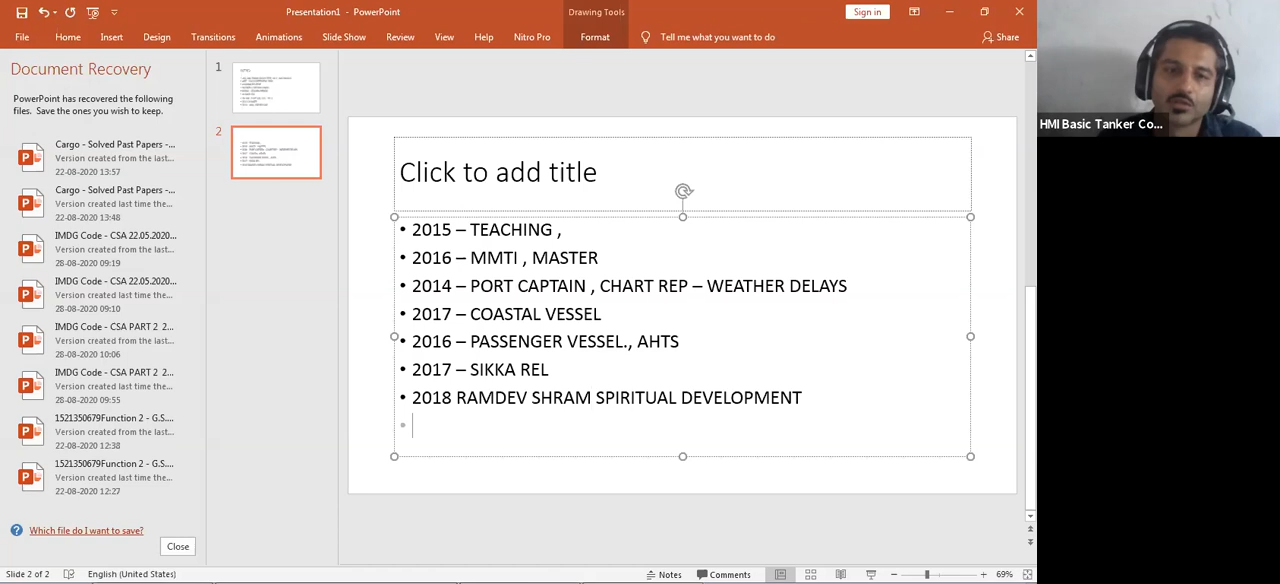 Presentation1 - PowerPoint
Drawing Tools
Sign in
File
Home
Insert
Design
Transitions
Animations
Slide Show
Review
View
Help
Nitro Pro
Format
Tell me what you want to do
Share
Document Recovery
PowerPoint has recovered the following
files. Save the ones you wish to keep.
Cargo - Solved Past Papers -...
Version created from the last...
22-08-2020 13:57
Cargo - Solved Past Papers -...
Version created from the last...
22-08-2020 13:48
IMDG Code - CSA 22.05.2020...
Version created from the last...
28-08-2020 09:19
IMDG Code - CSA 22.05.2020...
Version created last time the...
28-08-2020 09:10
IMDG Code - CSA PART 2 2...
Version created from the last...
28-08-2020 10:06
IMDG Code - CSA PART 2 2...
Version created last time the...
28-08-2020 09:55
1521350679Function 2 - G.S....
Version created from the last...
22-08-2020 12:38
1521350679Function 2 - G.S....
Version created last time the...
22-08-2020 12:27
Which file do I want to save?
Close
1
2
Click to add title
• 2015 – TEACHING ,
• 2016 – MMTI , MASTER
• 2014 – PORT CAPTAIN , CHART REP – WEATHER DELAYS
• 2017 – COASTAL VESSEL
• 2016 – PASSENGER VESSEL., AHTS
• 2017 – SIKKA REL
• 2018 RAMDEV SHRAM SPIRITUAL DEVELOPMENT
HMI Basic Tanker Co...
Slide 2 of 2
English (United States)
Notes
Comments
69%